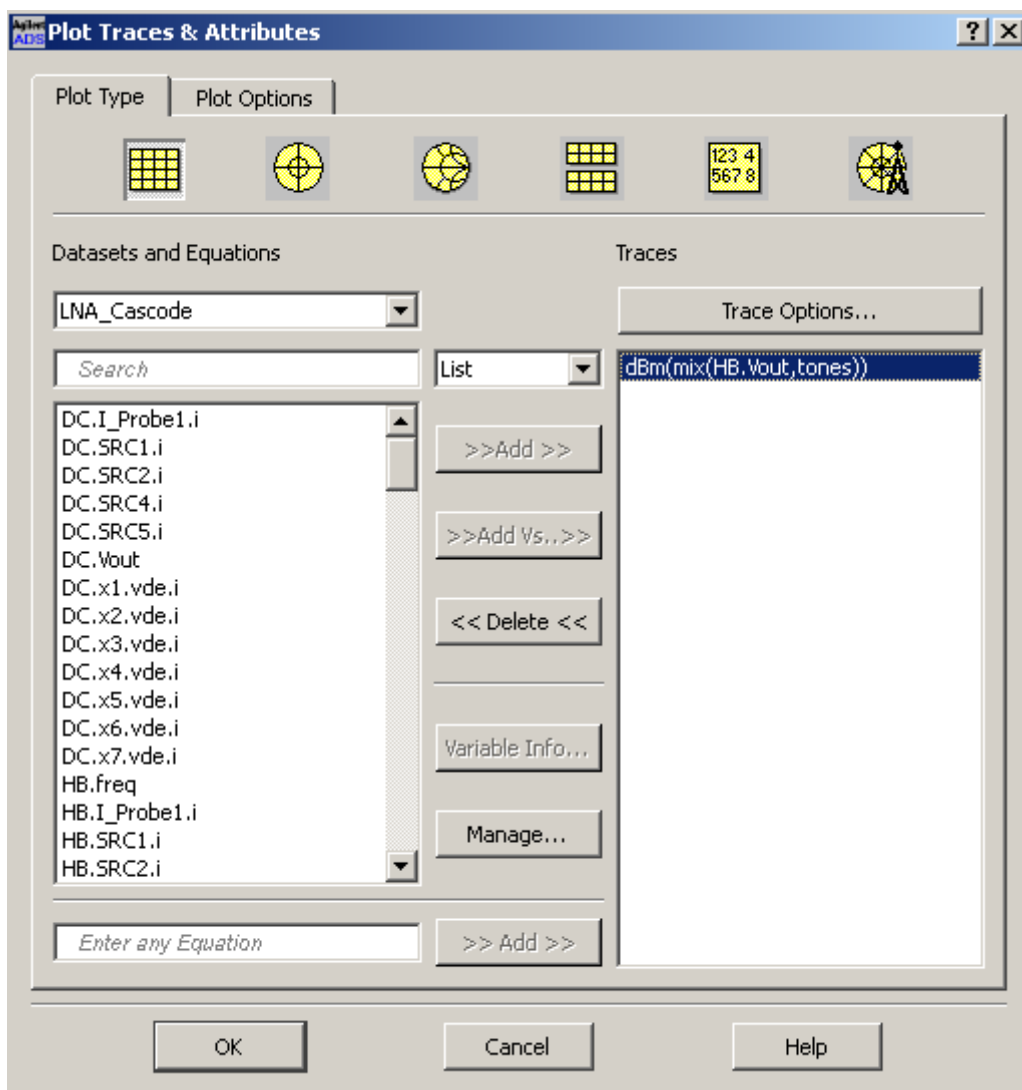 Agilent
ADS
Plot Traces & Attributes
Plot Type
Plot Options
123 4
567 8
Datasets and Equations
Traces
LNA_Cascode
Trace Options...
Search
List
dBm(mix(HB.Vout,tones))
DC.I_Probe1.i
DC.SRC1.i
DC.SRC2.i
DC.SRC4.i
DC.SRC5.i
DC.Vout
DC.x1.vde.i
DC.x2.vde.i
DC.x3.vde.i
DC.x4.vde.i
DC.x5.vde.i
DC.x6.vde.i
DC.x7.vde.i
HB.freq
HB.I_Probe1.i
HB.SRC1.i
HB.SRC2.i
>>Add >>
>>Add Vs..>>
<< Delete <<
Variable Info...
Manage...
Enter any Equation
>> Add >>
OK
Cancel
Help